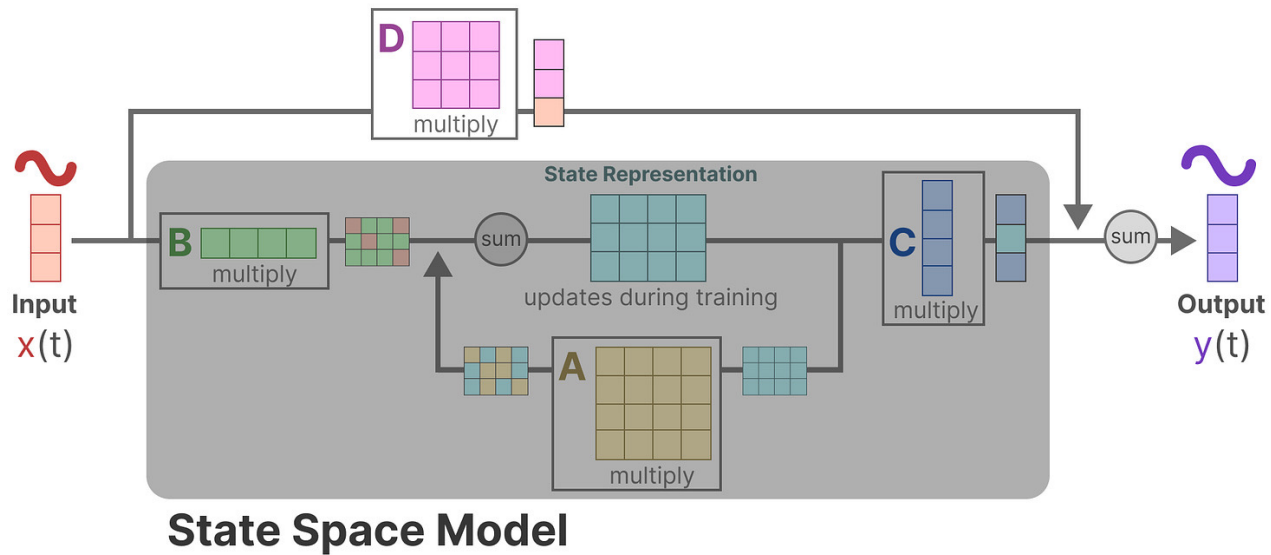 D
multiply
State Representation
B
multiply
sum
updates during training
C
multiply
sum
Input
x(t)
Output
y(t)
A
multiply
State Space Model